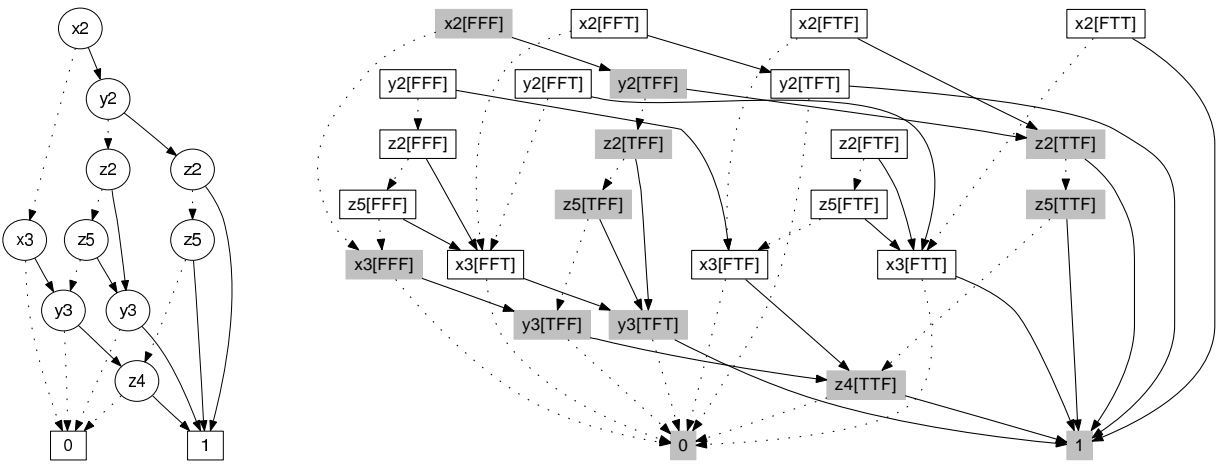 x2
y2
z2
z2
x3
z5
z5
y3
y3
z4
0
1
x2[FFF]
x2[FFT]
x2[FTF]
x2[FTT]
y2[FFF]
y2[FFT]
y2[TFF]
y2[TFT]
z2[FFF]
z2[TFF]
z2[FTF]
z2[TTF]
z5[FFF]
z5[TFF]
z5[FTF]
z5[TTF]
x3[FFF]
x3[FFT]
x3[FTF]
x3[FTT]
y3[TFF]
y3[TFT]
z4[TTF]
0
1